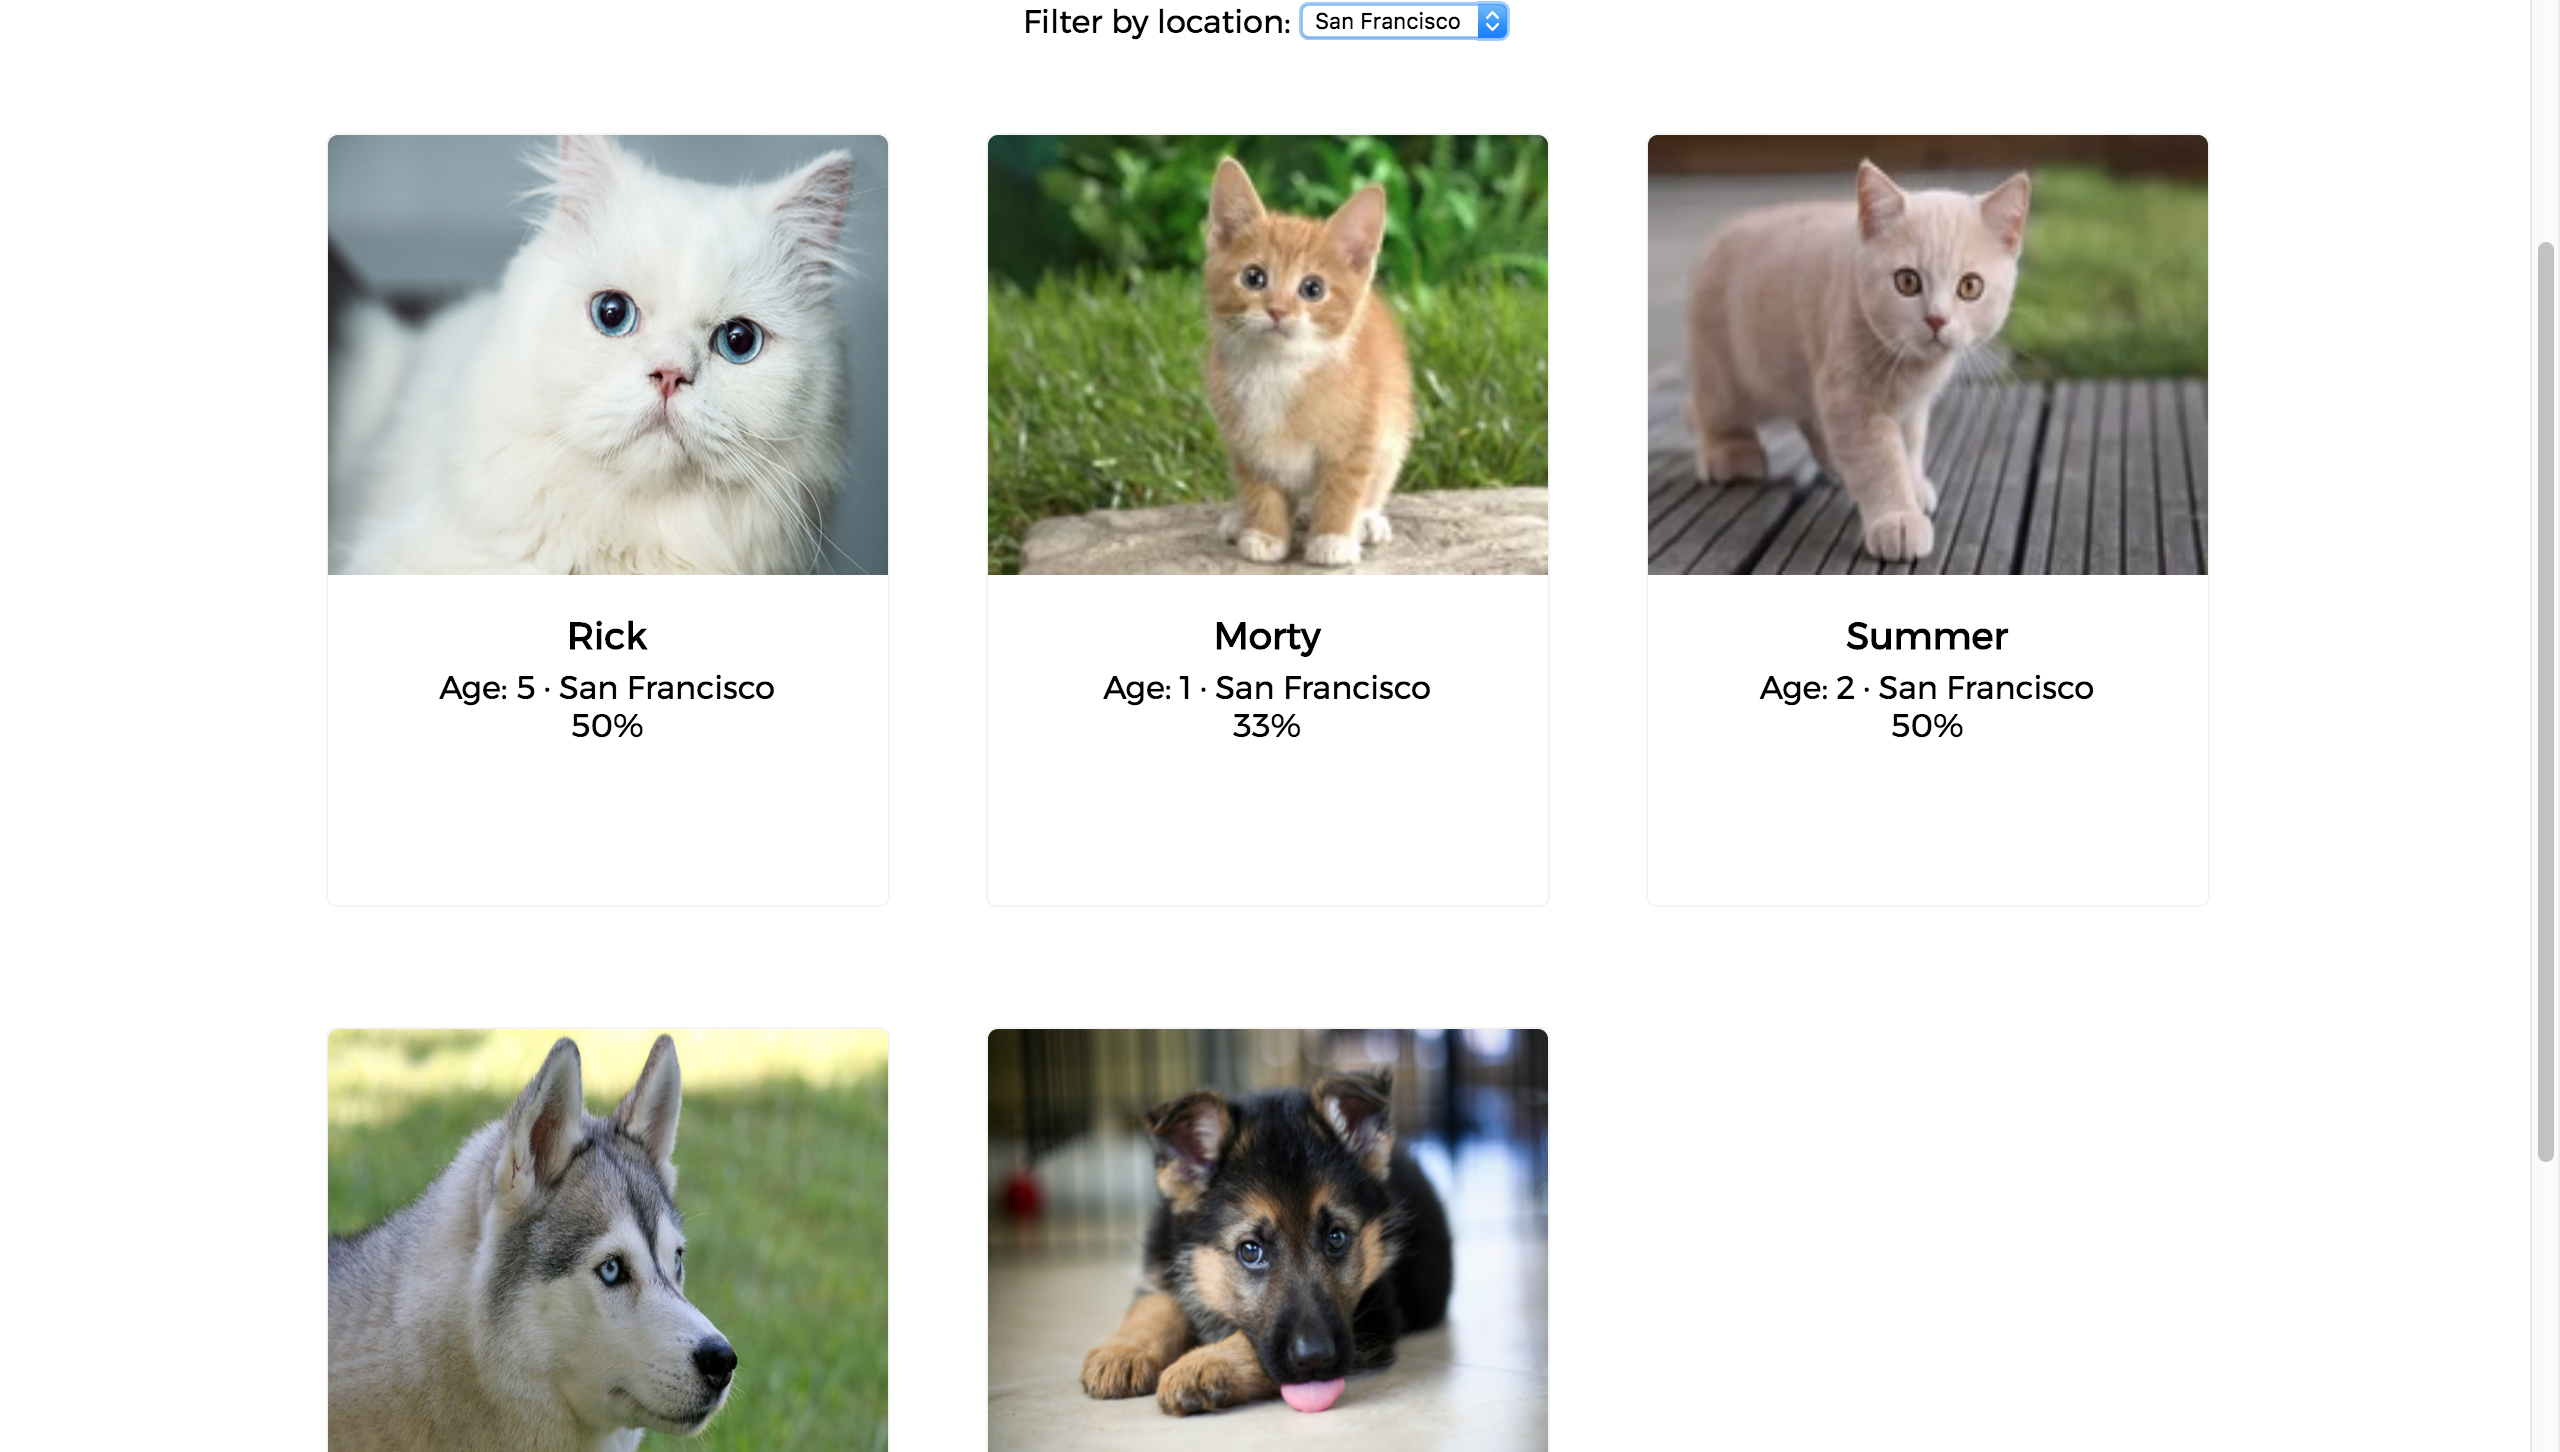 Filter by location: San Francisco
Rick
Age: 5 · San Francisco
50%
Morty
Age: 1 · San Francisco
33%
Summer
Age: 2 · San Francisco
50%